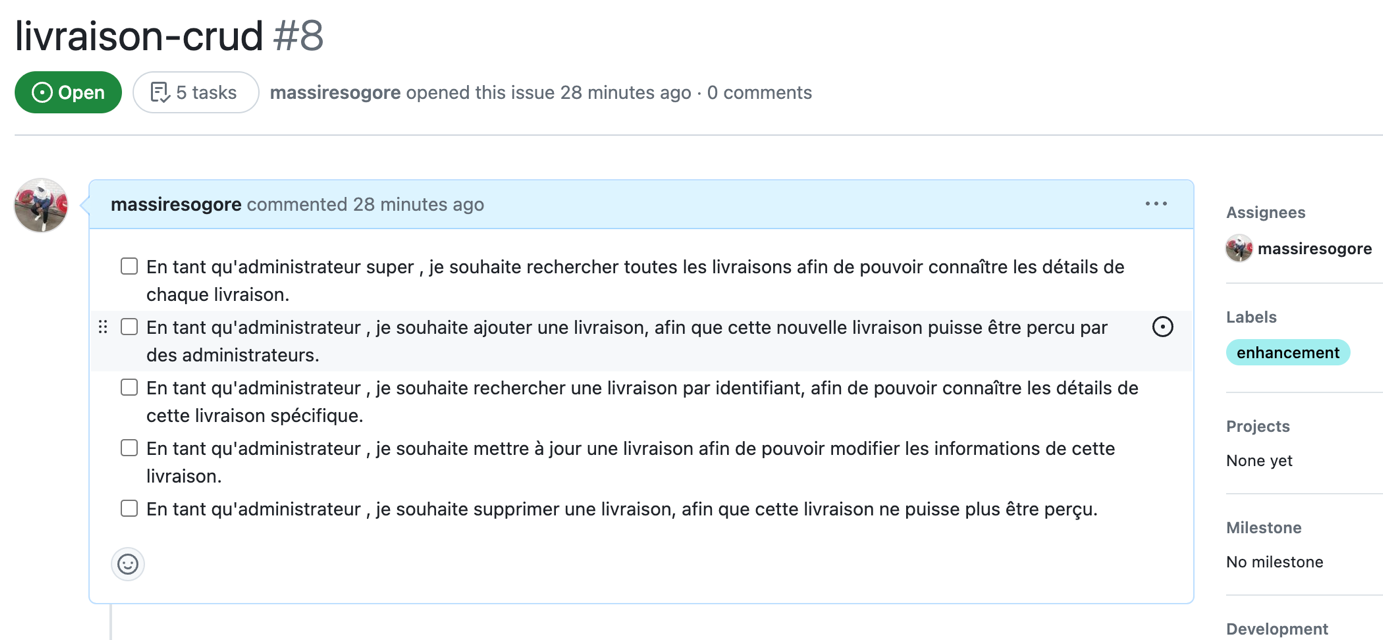 livraison-crud #8
Open
5 tasks
massiresogore opened this issue 28 minutes ago · 0 comments
massiresogore commented 28 minutes ago
En tant qu'administrateur super , je souhaite rechercher toutes les livraisons afin de pouvoir connaître les détails de
chaque livraison.
En tant qu'administrateur , je souhaite ajouter une livraison, afin que cette nouvelle livraison puisse être percu par
des administrateurs.
En tant qu'administrateur , je souhaite rechercher une livraison par identifiant, afin de pouvoir connaître les détails de
cette livraison spécifique.
En tant qu'administrateur , je souhaite mettre à jour une livraison afin de pouvoir modifier les informations de cette
livraison.
En tant qu'administrateur , je souhaite supprimer une livraison, afin que cette livraison ne puisse plus être perçu.
Assignees
massiresogore
Labels
enhancement
Projects
None yet
Milestone
No milestone
Development